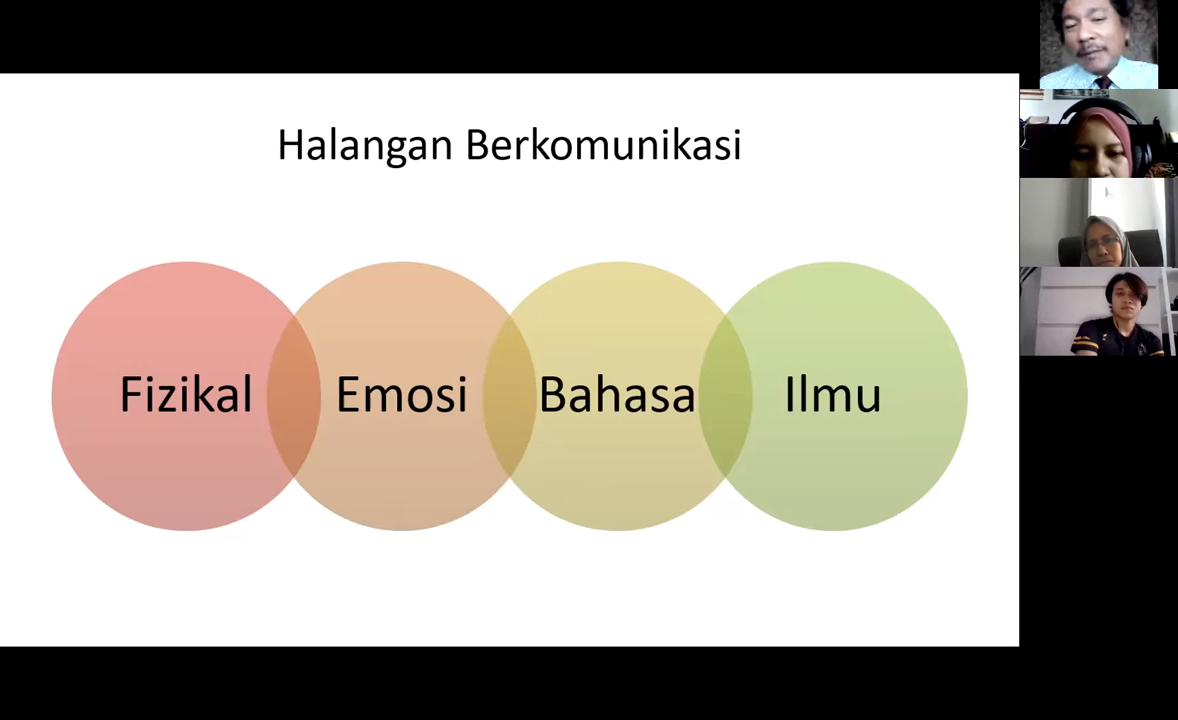 Halangan Berkomunikasi
Fizikal
Emosi
Bahasa
Ilmu